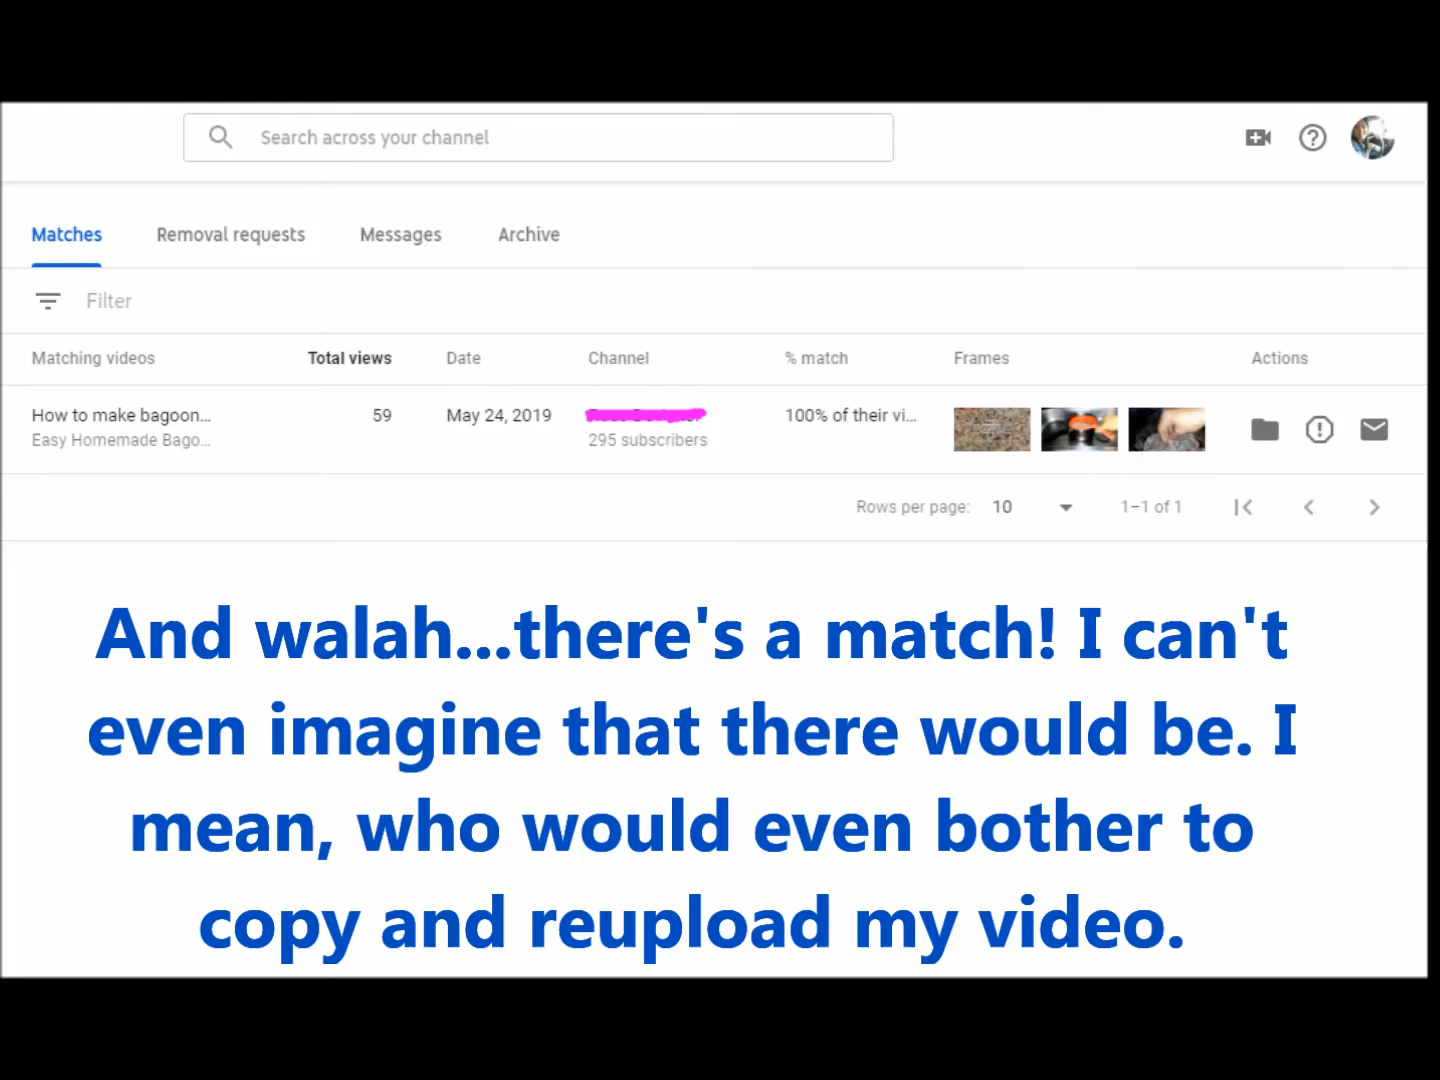 Search across your channel
Matches Removal requests Messages Archive
Filter
Matching videos Total views Date Channel % match Frames Actions
How to make bagoon... 59 May 24, 2019 100% of their vi...
Easy Homemade Bago... 295 subscribers
Rows per page: 10 1–1 of 1
And walah...there's a match! I can't
even imagine that there would be. I
mean, who would even bother to
copy and reupload my video.